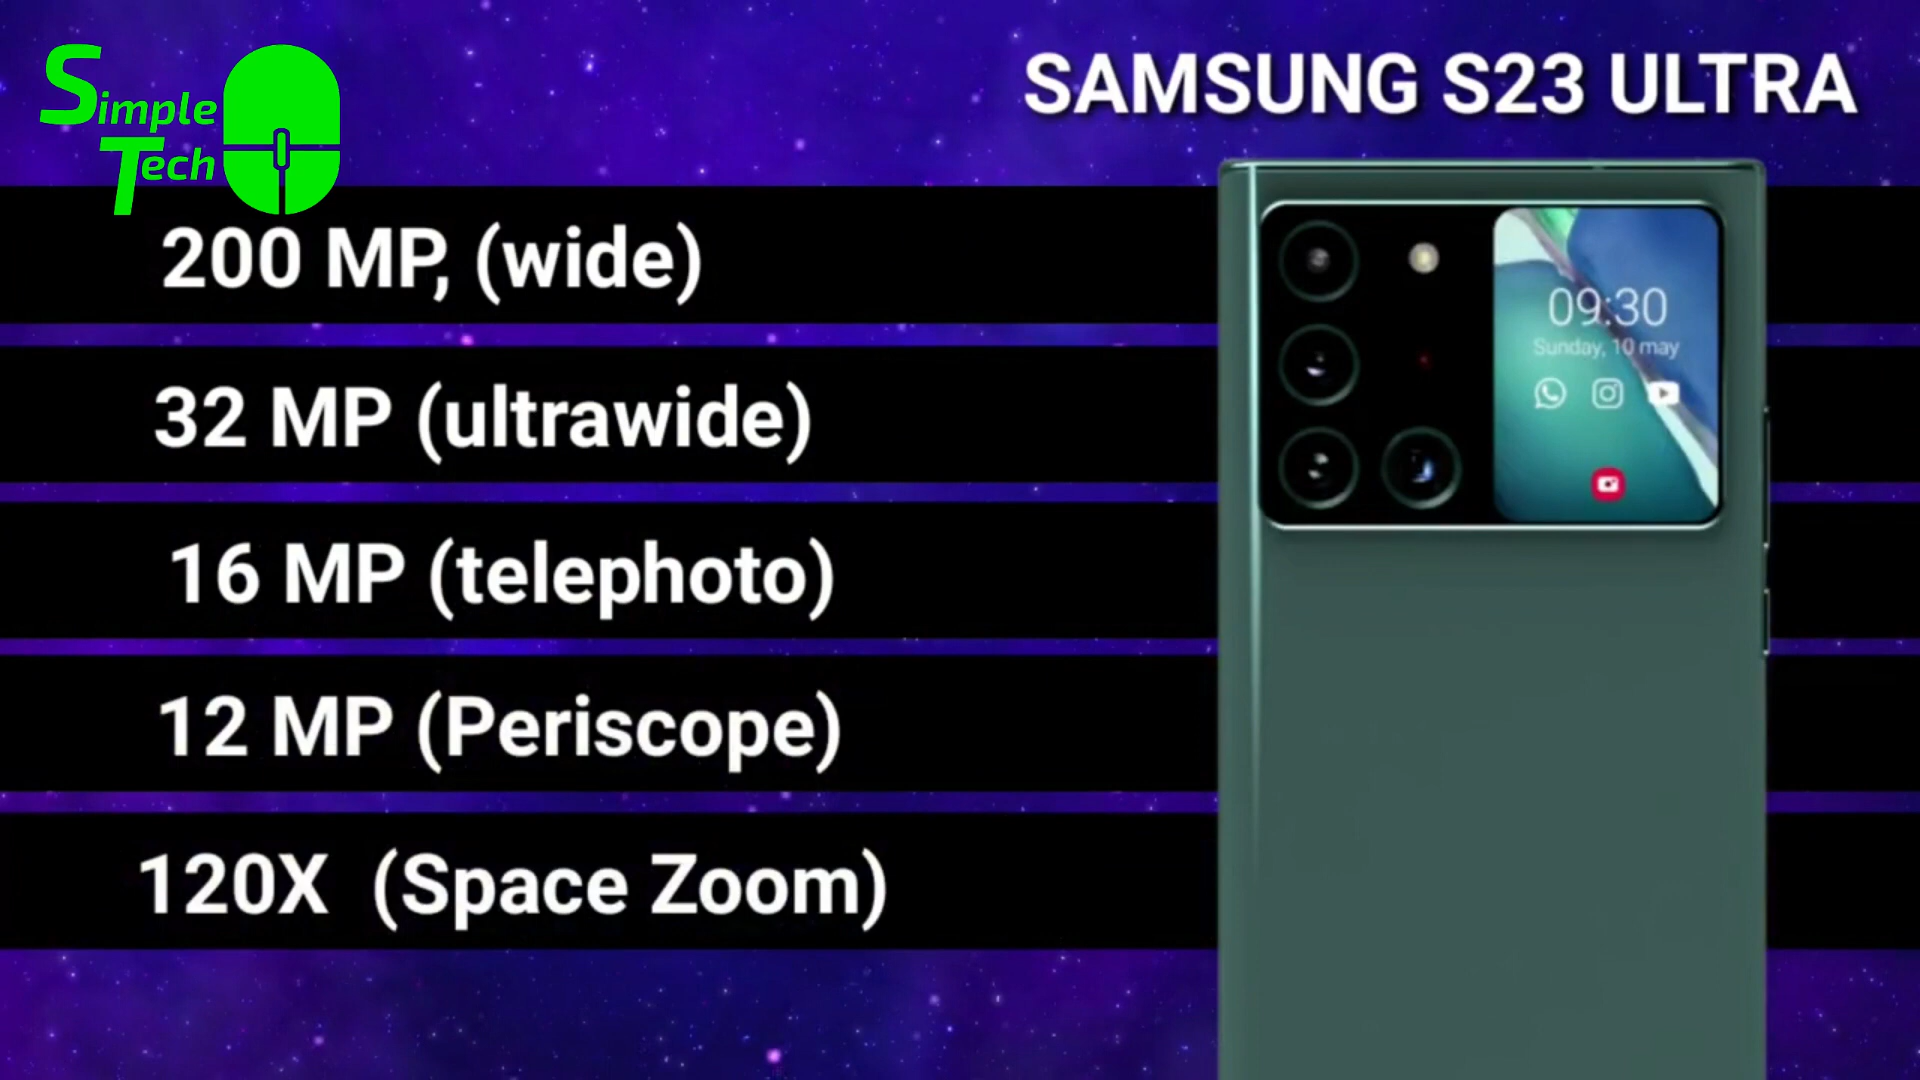 Simple
Tech
SAMSUNG S23 ULTRA
200 MP, (wide)
32 MP (ultrawide)
16 MP (telephoto)
12 MP (Periscope)
120X (Space Zoom)
09:30
Sunday, 10 may